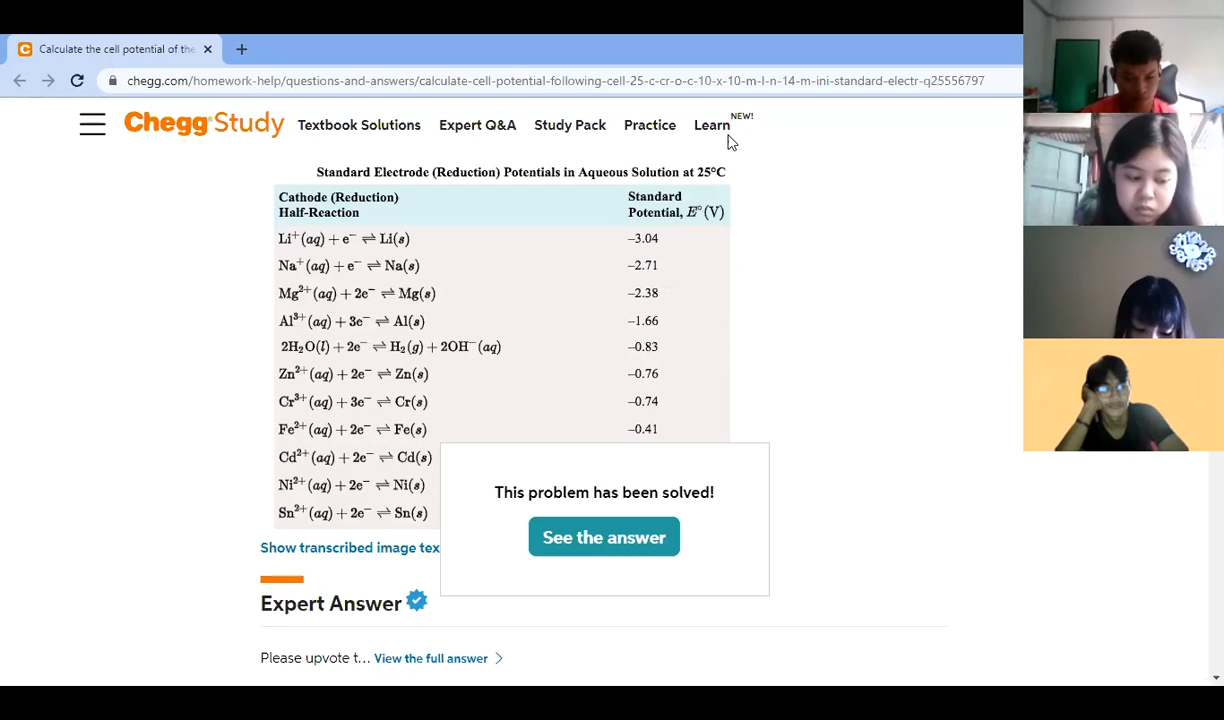 Calculate the cell potential of the
chegg.com/homework-help/questions-and-answers/calculate-cell-potential-following-cell-25-c-cr-o-c-10-x-10-m-l-n-14-m-ini-standard-electr-q25556797
Chegg Study Textbook Solutions Expert Q&A Study Pack Practice Learn NEW!
Standard Electrode (Reduction) Potentials in Aqueous Solution at 25°C
Cathode (Reduction) Standard
Half-Reaction Potential, E°(V)
Li⁺(aq) + e⁻ ⇌ Li(s) –3.04
Na⁺(aq) + e⁻ ⇌ Na(s) –2.71
Mg²⁺(aq) + 2e⁻ ⇌ Mg(s) –2.38
Al³⁺(aq) + 3e⁻ ⇌ Al(s) –1.66
2H₂O(l) + 2e⁻ ⇌ H₂(g) + 2OH⁻(aq) –0.83
Zn²⁺(aq) + 2e⁻ ⇌ Zn(s) –0.76
Cr³⁺(aq) + 3e⁻ ⇌ Cr(s) –0.74
Fe²⁺(aq) + 2e⁻ ⇌ Fe(s) –0.41
Cd²⁺(aq) + 2e⁻ ⇌ Cd(s)
Ni²⁺(aq) + 2e⁻ ⇌ Ni(s)
Sn²⁺(aq) + 2e⁻ ⇌ Sn(s)
This problem has been solved!
See the answer
Show transcribed image tex
Expert Answer
Please upvote t... View the full answer